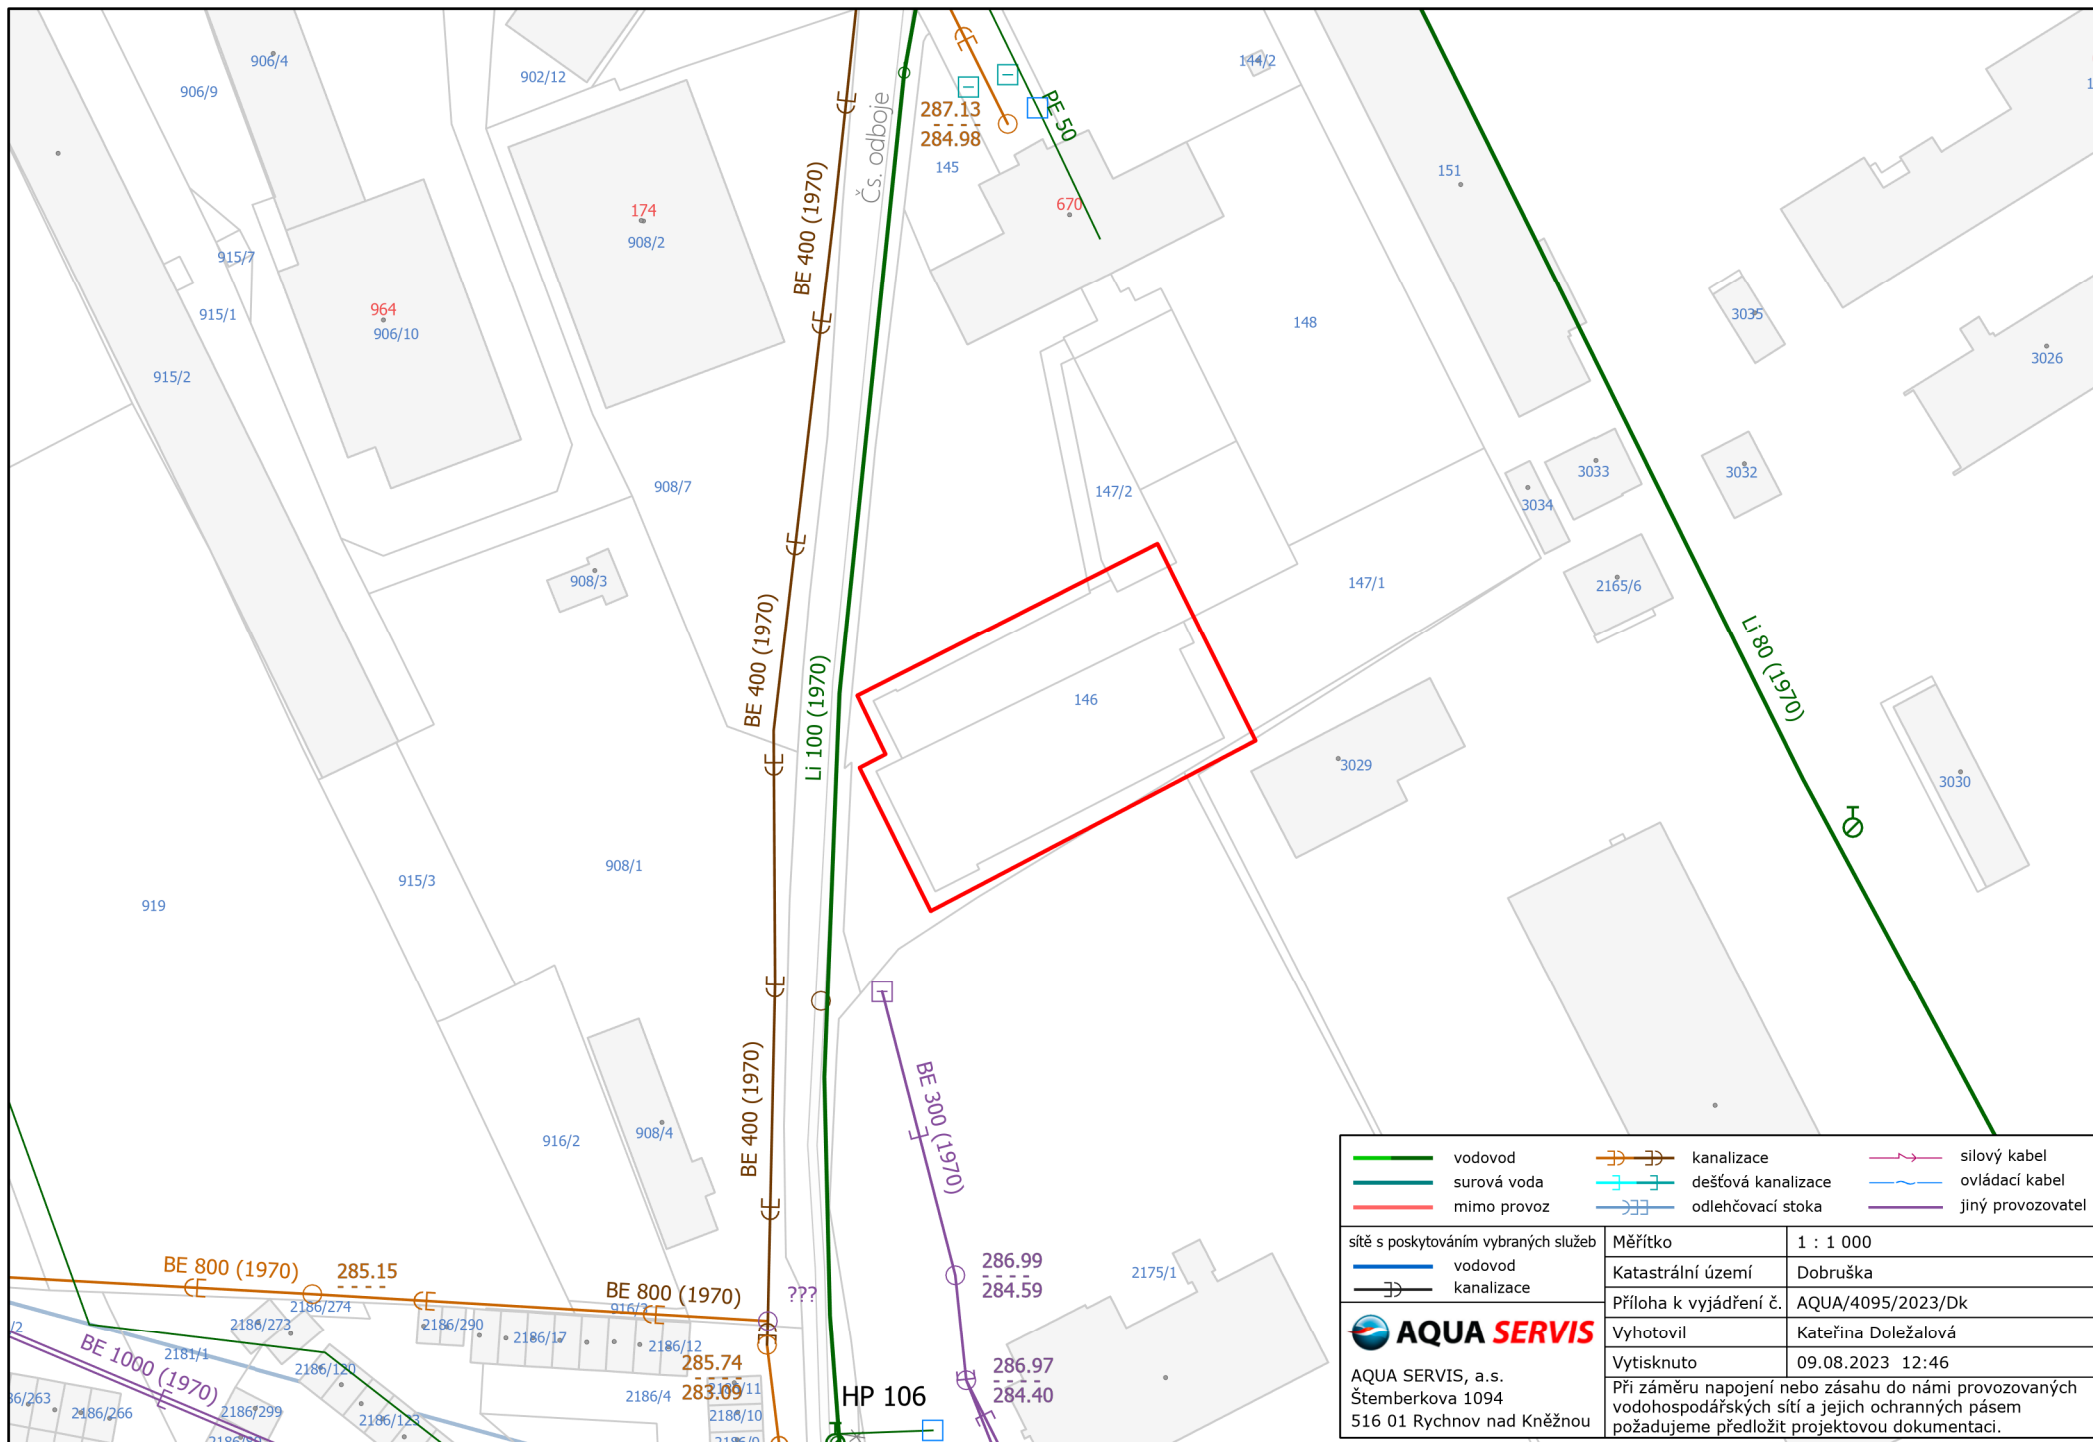 906/4
906/9
902/12
144/2
287.13
284.98
PE 50
Čs. odboje
145
151
174
908/2
670
BE 400 (1970)
915/7
915/1
964
906/10
148
3035
3026
915/2
908/7
147/2
3033
3034
3032
908/3
147/1
2165/6
BE 400 (1970)
Li 100 (1970)
146
Li 80 (1970)
3029
3030
908/1
915/3
919
BE 400 (1970)
BE 300 (1970)
916/2
908/4
BE 800 (1970)
285.15
BE 800 (1970)
???
286.99
284.59
2175/1
2186/274
2186/273
2186/290
2186/17
2186/12
2181/1
BE 1000 (1970)
2186/120
285.74
283.09
286.97
284.40
2186/266
2186/299
2186/123
2186/4
2186/10
HP 106
vodovod
surová voda
mimo provoz
kanalizace
dešťová kanalizace
odlehčovací stoka
silový kabel
ovládací kabel
jiný provozovatel
sítě s poskytováním vybraných služeb
vodovod
kanalizace
Měřítko 1 : 1 000
Katastrální území Dobruška
Příloha k vyjádření č. AQUA/4095/2023/Dk
Vyhotovil Kateřina Doležalová
Vytisknuto 09.08.2023 12:46
AQUA SERVIS
AQUA SERVIS, a.s.
Štemberkova 1094
516 01 Rychnov nad Kněžnou
Při záměru napojení nebo zásahu do námi provozovaných
vodohospodářských sítí a jejich ochranných pásem
požadujeme předložit projektovou dokumentaci.